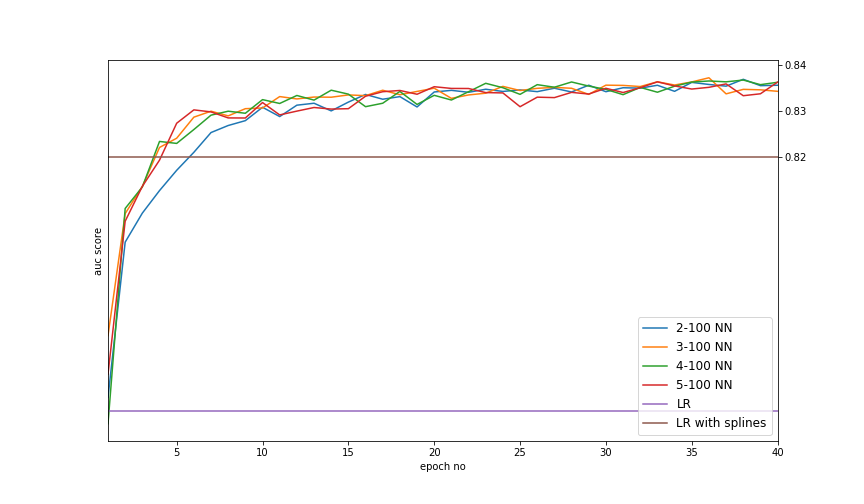 0.84
0.83
0.82
auc score
2-100 NN
3-100 NN
4-100 NN
5-100 NN
LR
LR with splines
5 10 15 20 25 30 35 40
epoch no